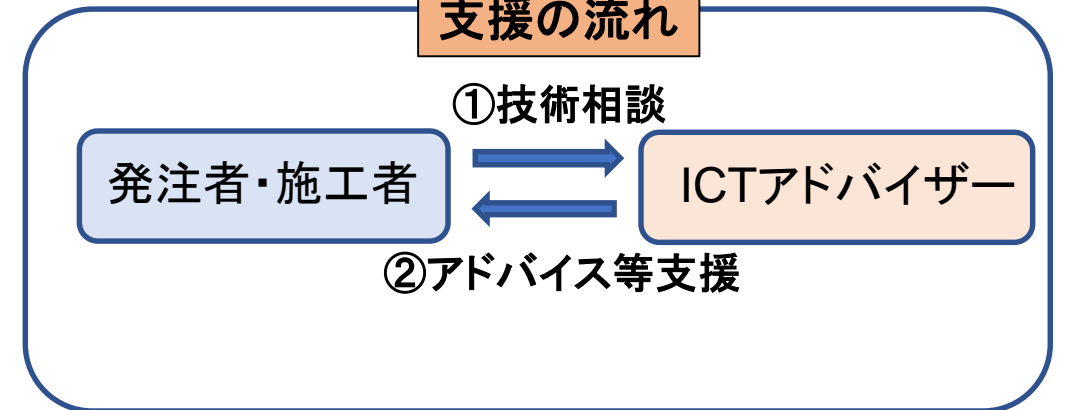 支援の流れ
①技術相談
発注者・施工者
ICTアドバイザー
②アドバイス等支援